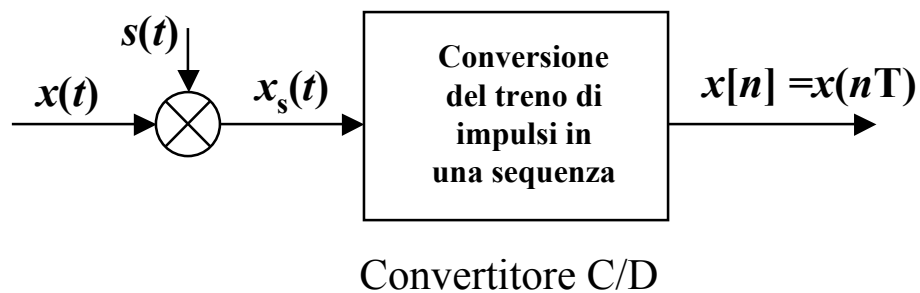 s(t)
x(t)
x_s(t)
Conversione
del treno di
impulsi in
una sequenza
x[n] =x(nT)
Convertitore C/D